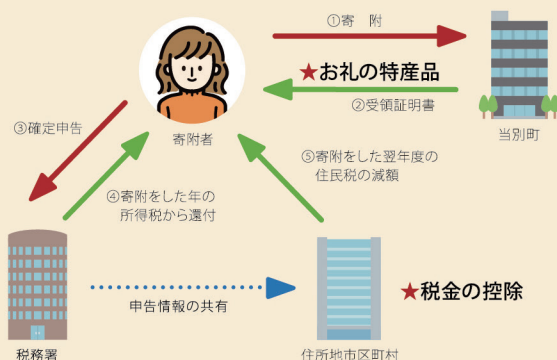 ①寄　附
★お礼の特産品
②受領証明書
寄附者
当別町
③確定申告
④寄附をした年の
所得税から還付
⑤寄附をした翌年度の
住民税の減額
申告情報の共有
★税金の控除
税務署
住所地市区町村